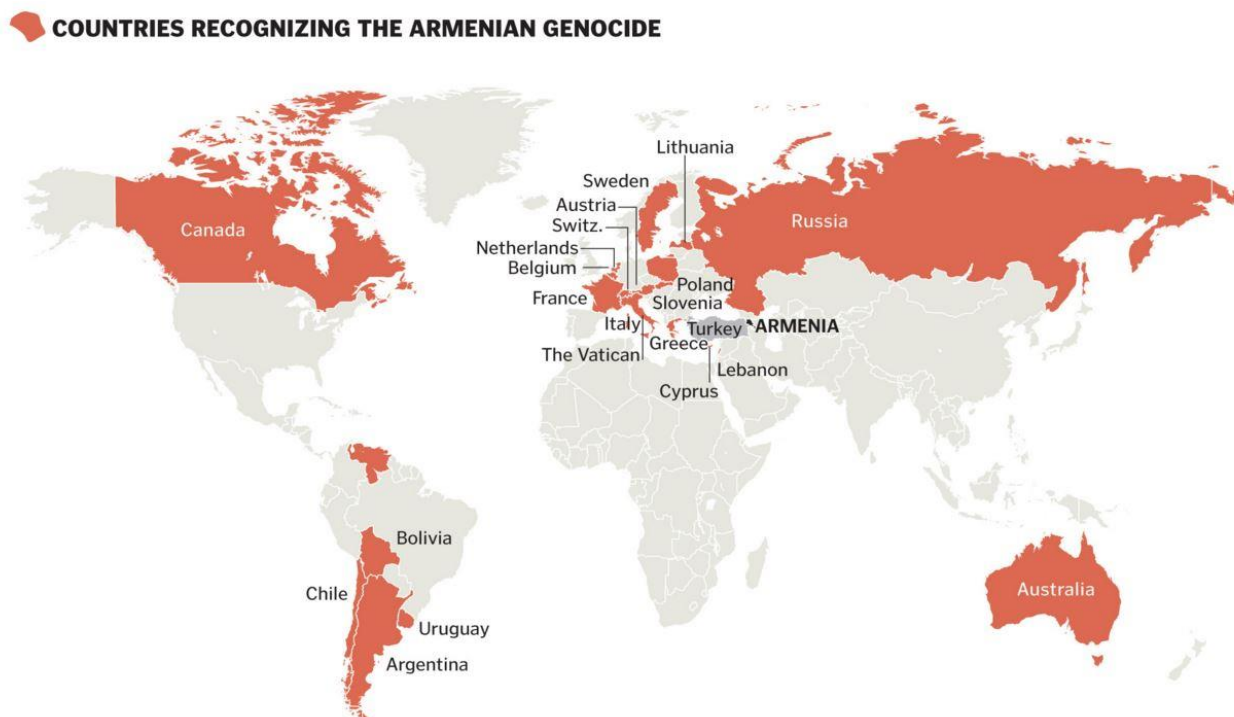 COUNTRIES RECOGNIZING THE ARMENIAN GENOCIDE
Lithuania
Sweden
Austria
Switz.
Netherlands
Belgium
France
Canada
Russia
Poland
Slovenia
Italy
Greece
Turkey
ARMENIA
The Vatican
Lebanon
Cyprus
Bolivia
Chile
Uruguay
Argentina
Australia